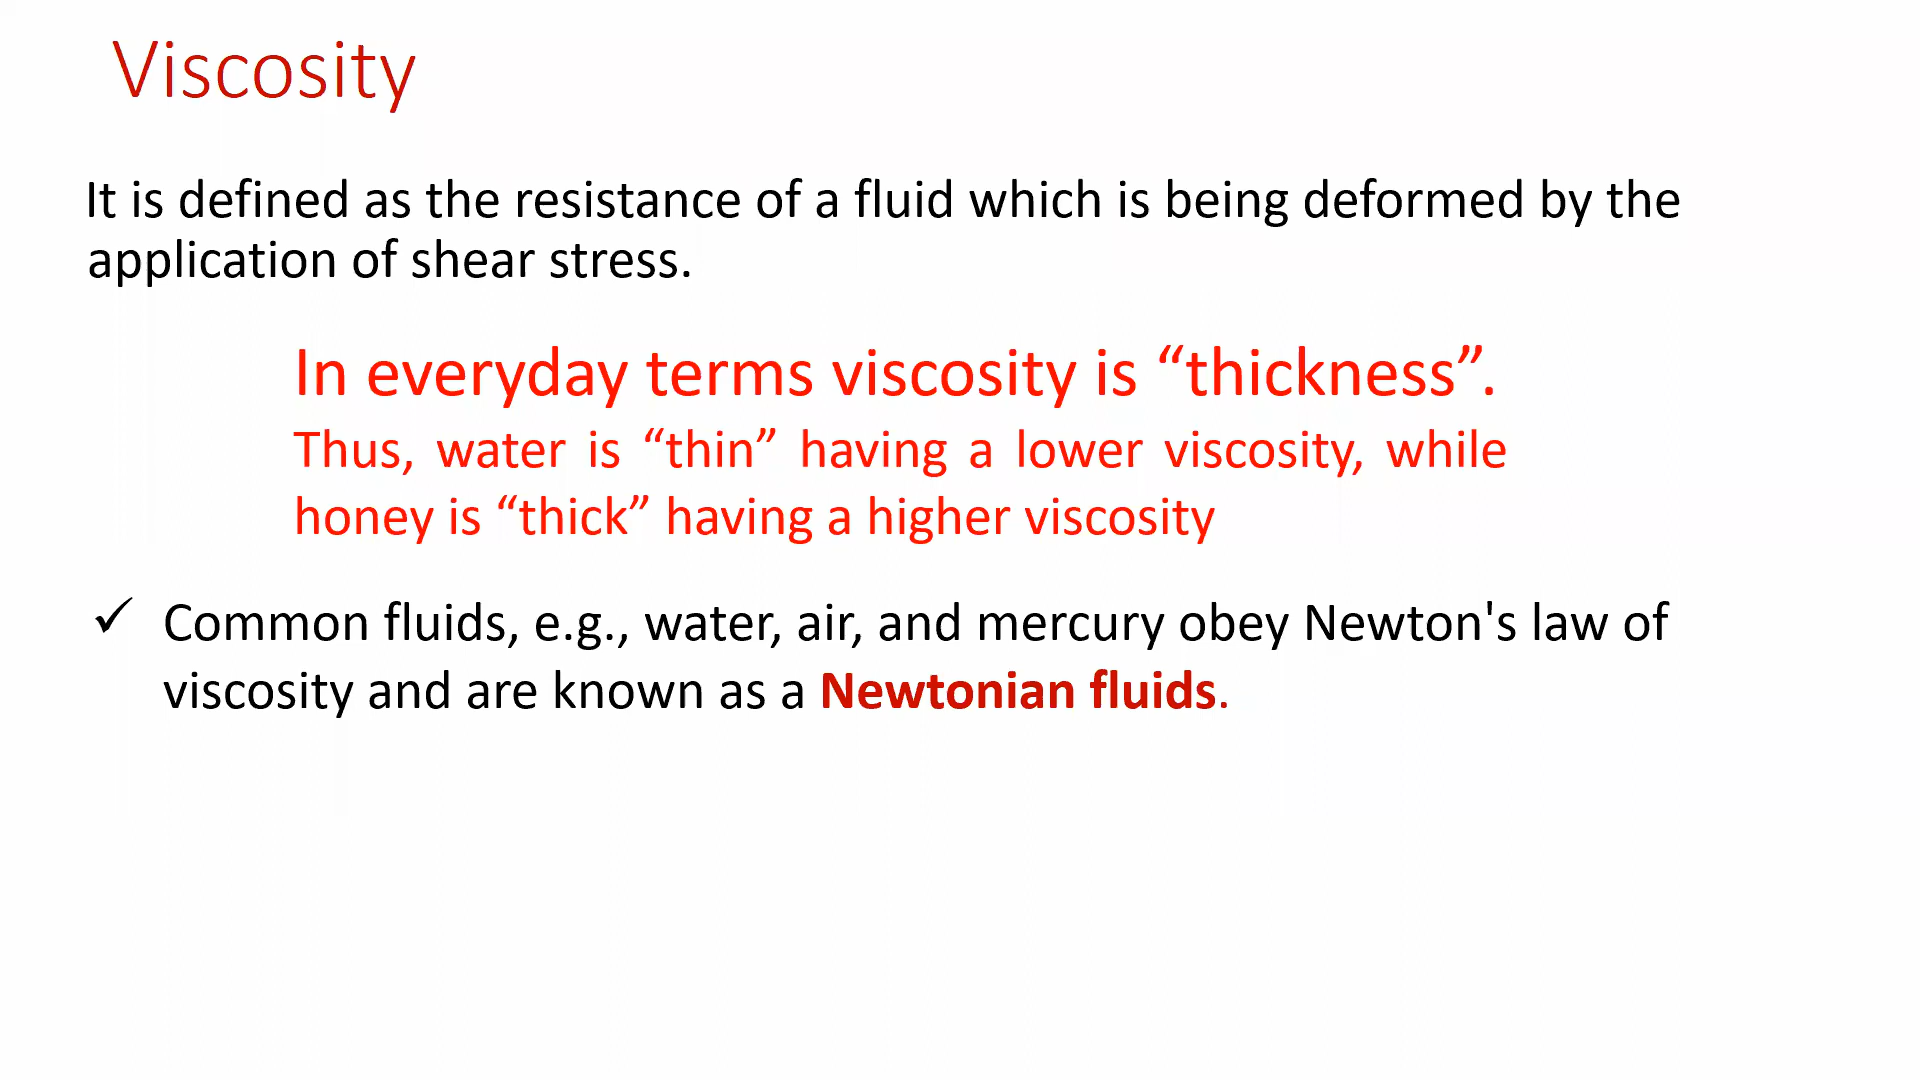 Viscosity
It is defined as the resistance of a fluid which is being deformed by the
application of shear stress.
In everyday terms viscosity is “thickness”.
Thus, water is “thin” having a lower viscosity, while
honey is “thick” having a higher viscosity
✓ Common fluids, e.g., water, air, and mercury obey Newton's law of
viscosity and are known as a Newtonian fluids.